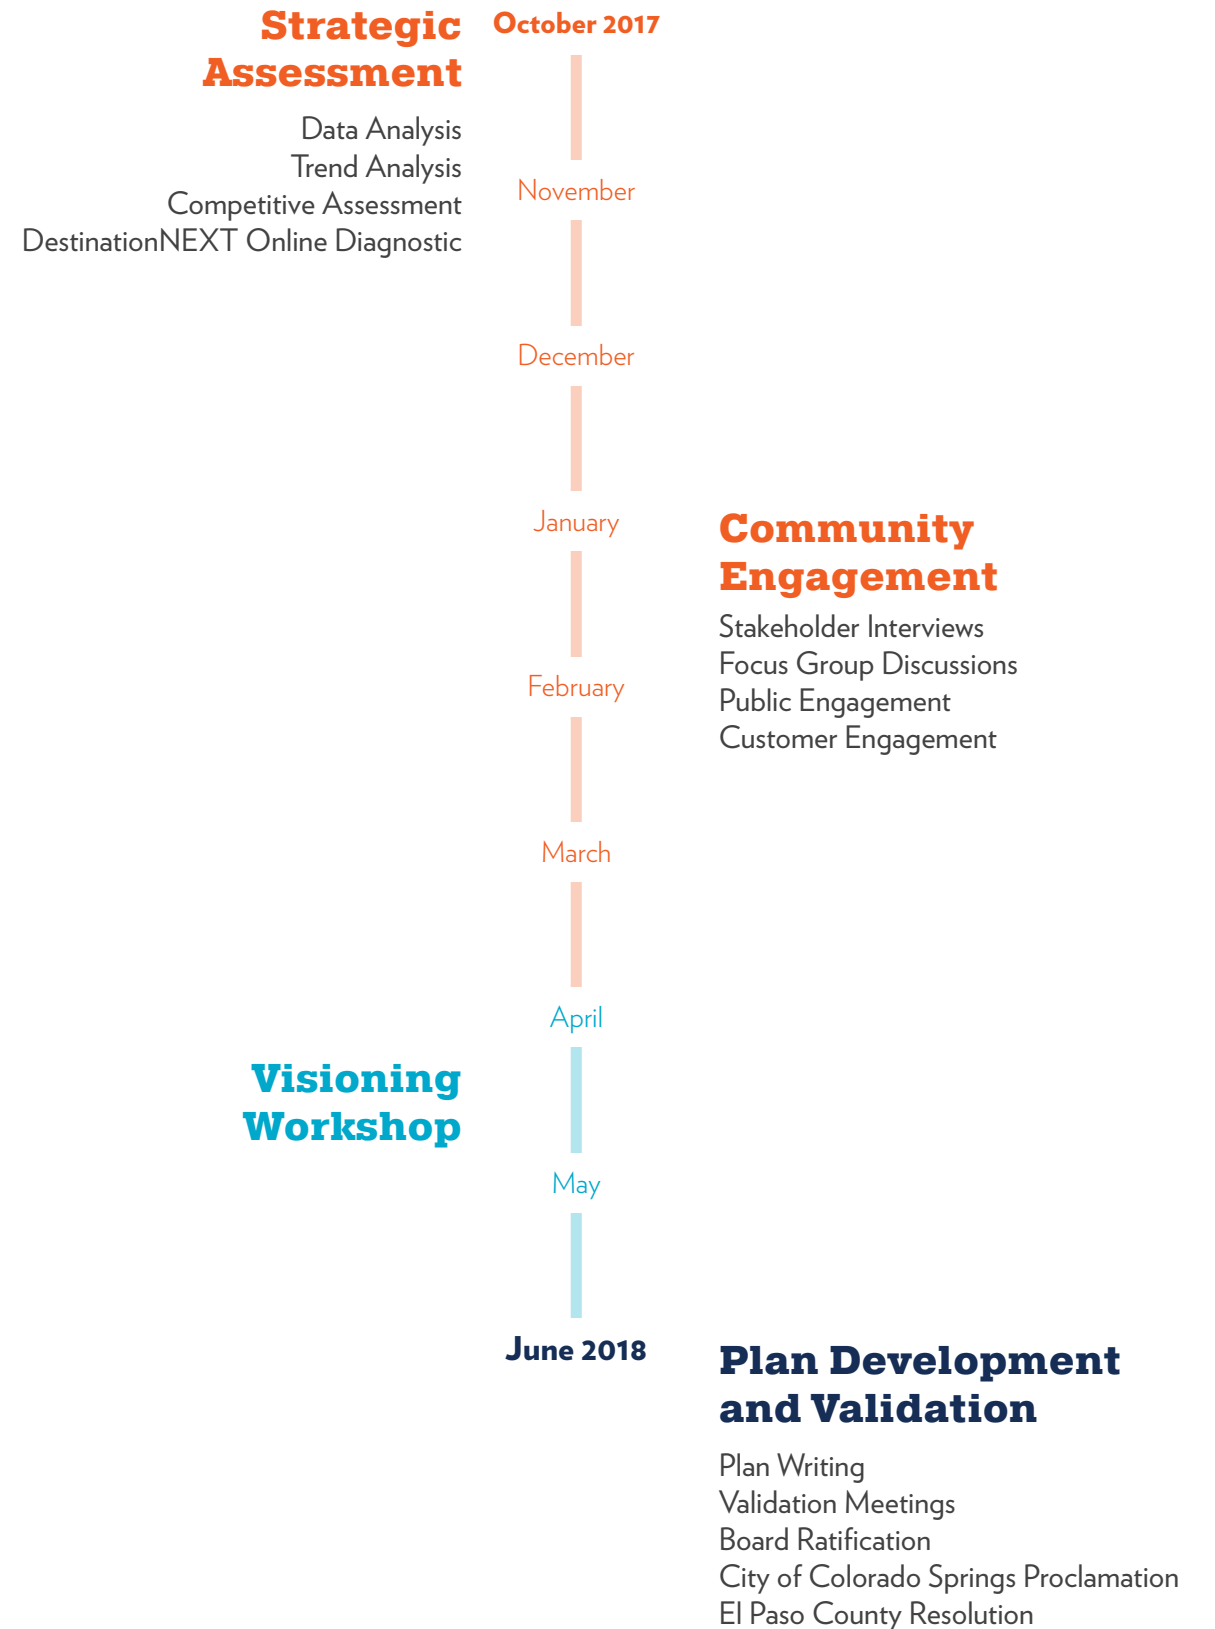 Strategic
Assessment
Data Analysis
Trend Analysis
Competitive Assessment
DestinationNEXT Online Diagnostic
October 2017
November
December
January
Community
Engagement
Stakeholder Interviews
Focus Group Discussions
Public Engagement
Customer Engagement
February
March
April
Visioning
Workshop
May
June 2018
Plan Development
and Validation
Plan Writing
Validation Meetings
Board Ratification
City of Colorado Springs Proclamation
El Paso County Resolution